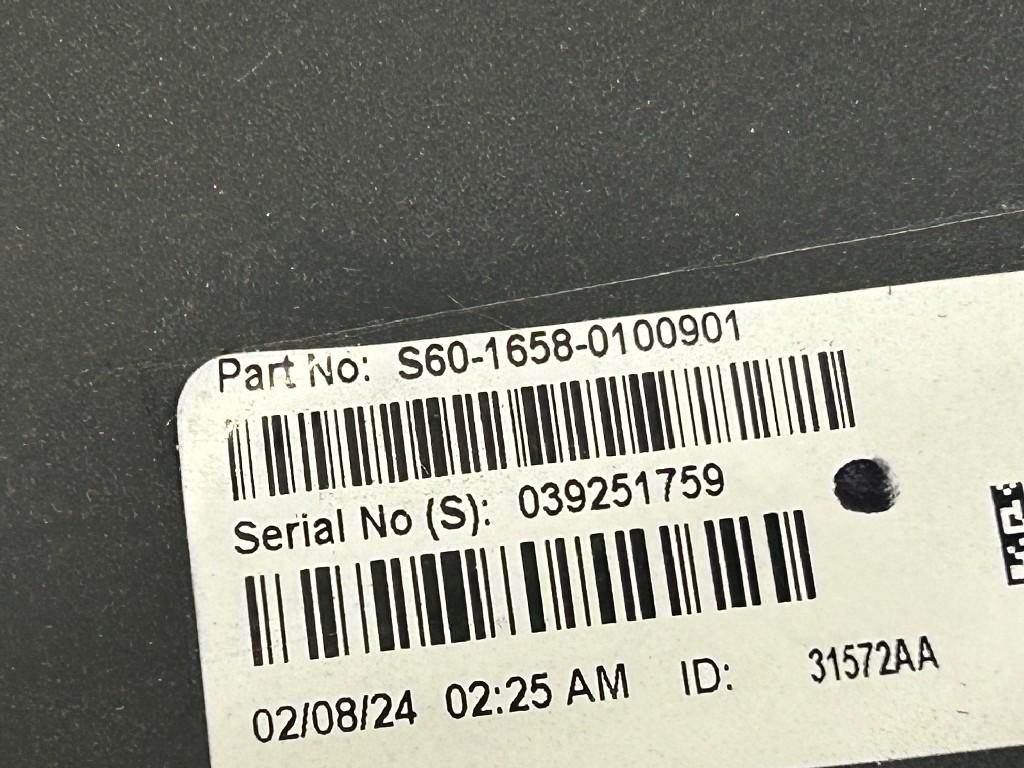 Part No: S60-1658-0100901
Serial No (S): 039251759
02/08/24 02:25 AM ID: 31572AA